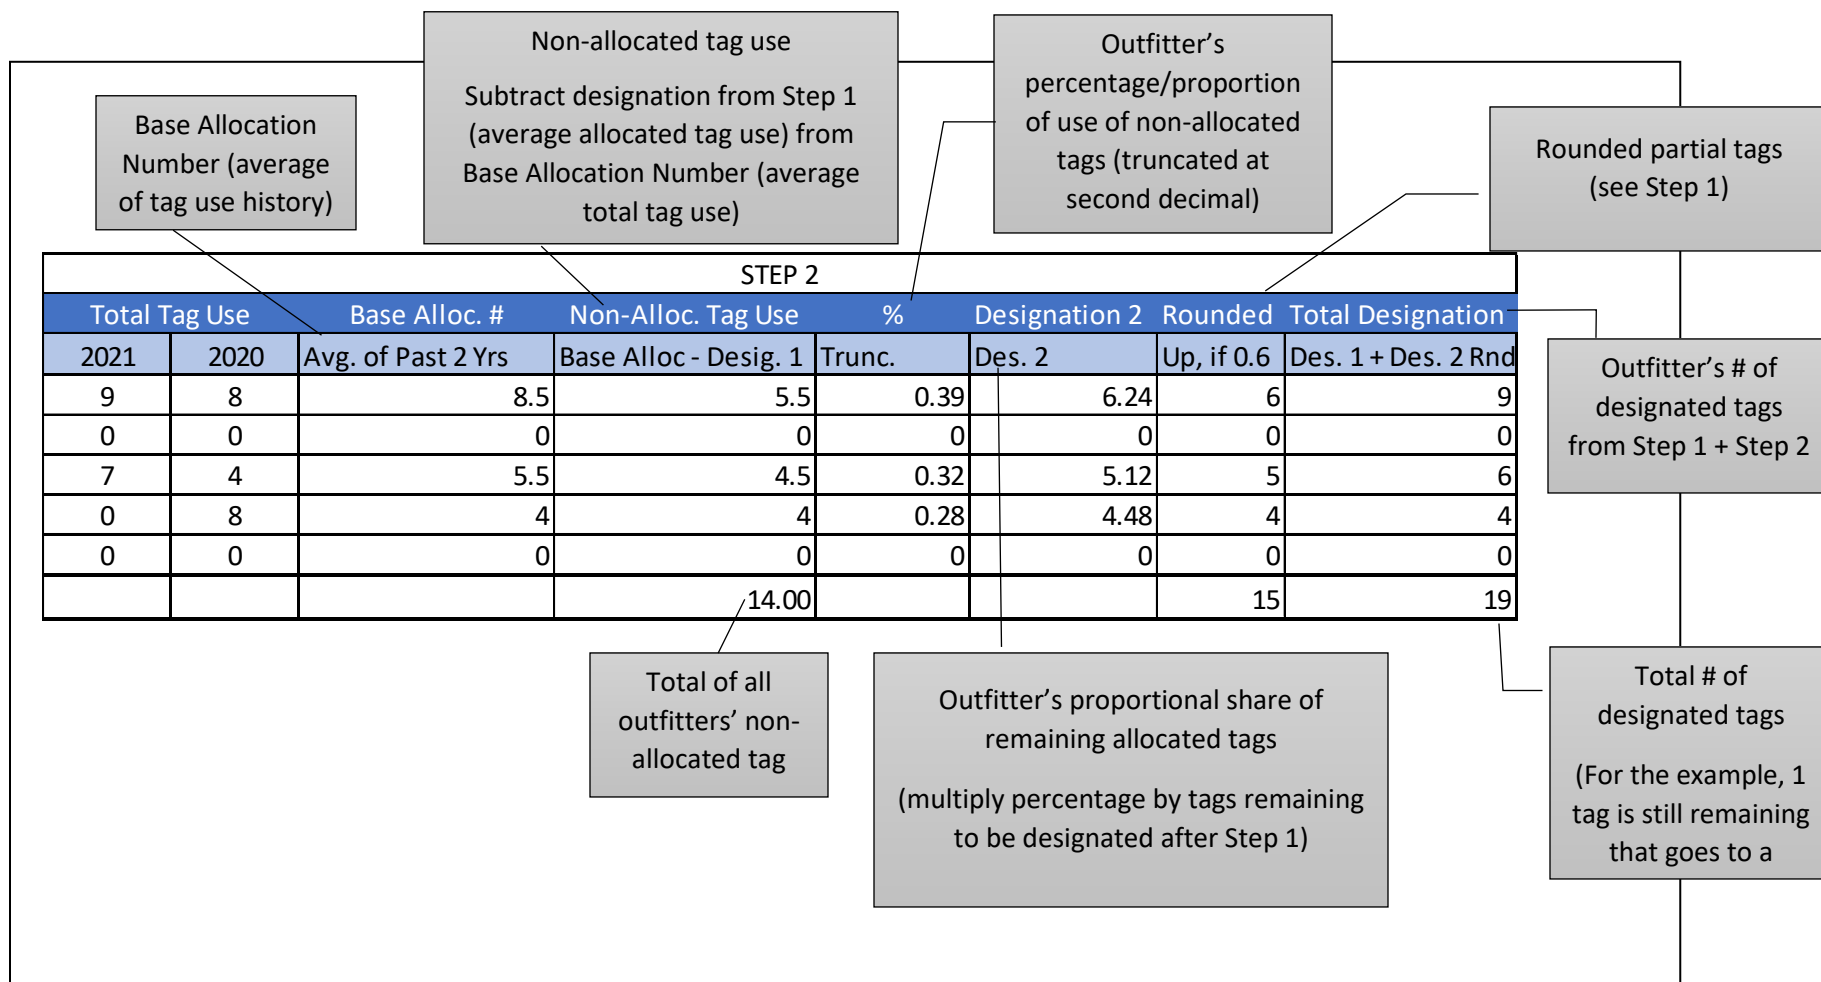 Non-allocated tag use
Subtract designation from Step 1
(average allocated tag use) from
Base Allocation Number (average
total tag use)
Outfitter’s
percentage/proportion
of use of non-allocated
tags (truncated at
second decimal)
Base Allocation
Number (average
of tag use history)
Rounded partial tags
(see Step 1)
STEP 2
Total Tag Use Base Alloc. # Non-Alloc. Tag Use % Designation 2 Rounded Total Designation
2021 2020 Avg. of Past 2 Yrs Base Alloc - Desig. 1 Trunc. Des. 2 Up, if 0.6 Des. 1 + Des. 2 Rnd
9 8 8.5 5.5 0.39 6.24 6 9
0 0 0 0 0 0 0 0
7 4 5.5 4.5 0.32 5.12 5 6
0 8 4 4 0.28 4.48 4 4
0 0 0 0 0 0 0 0
14.00 15 19
Outfitter’s # of
designated tags
from Step 1 + Step 2
Total of all
outfitters’ non-
allocated tag
Outfitter’s proportional share of
remaining allocated tags
(multiply percentage by tags remaining
to be designated after Step 1)
Total # of
designated tags
(For the example, 1
tag is still remaining
that goes to a